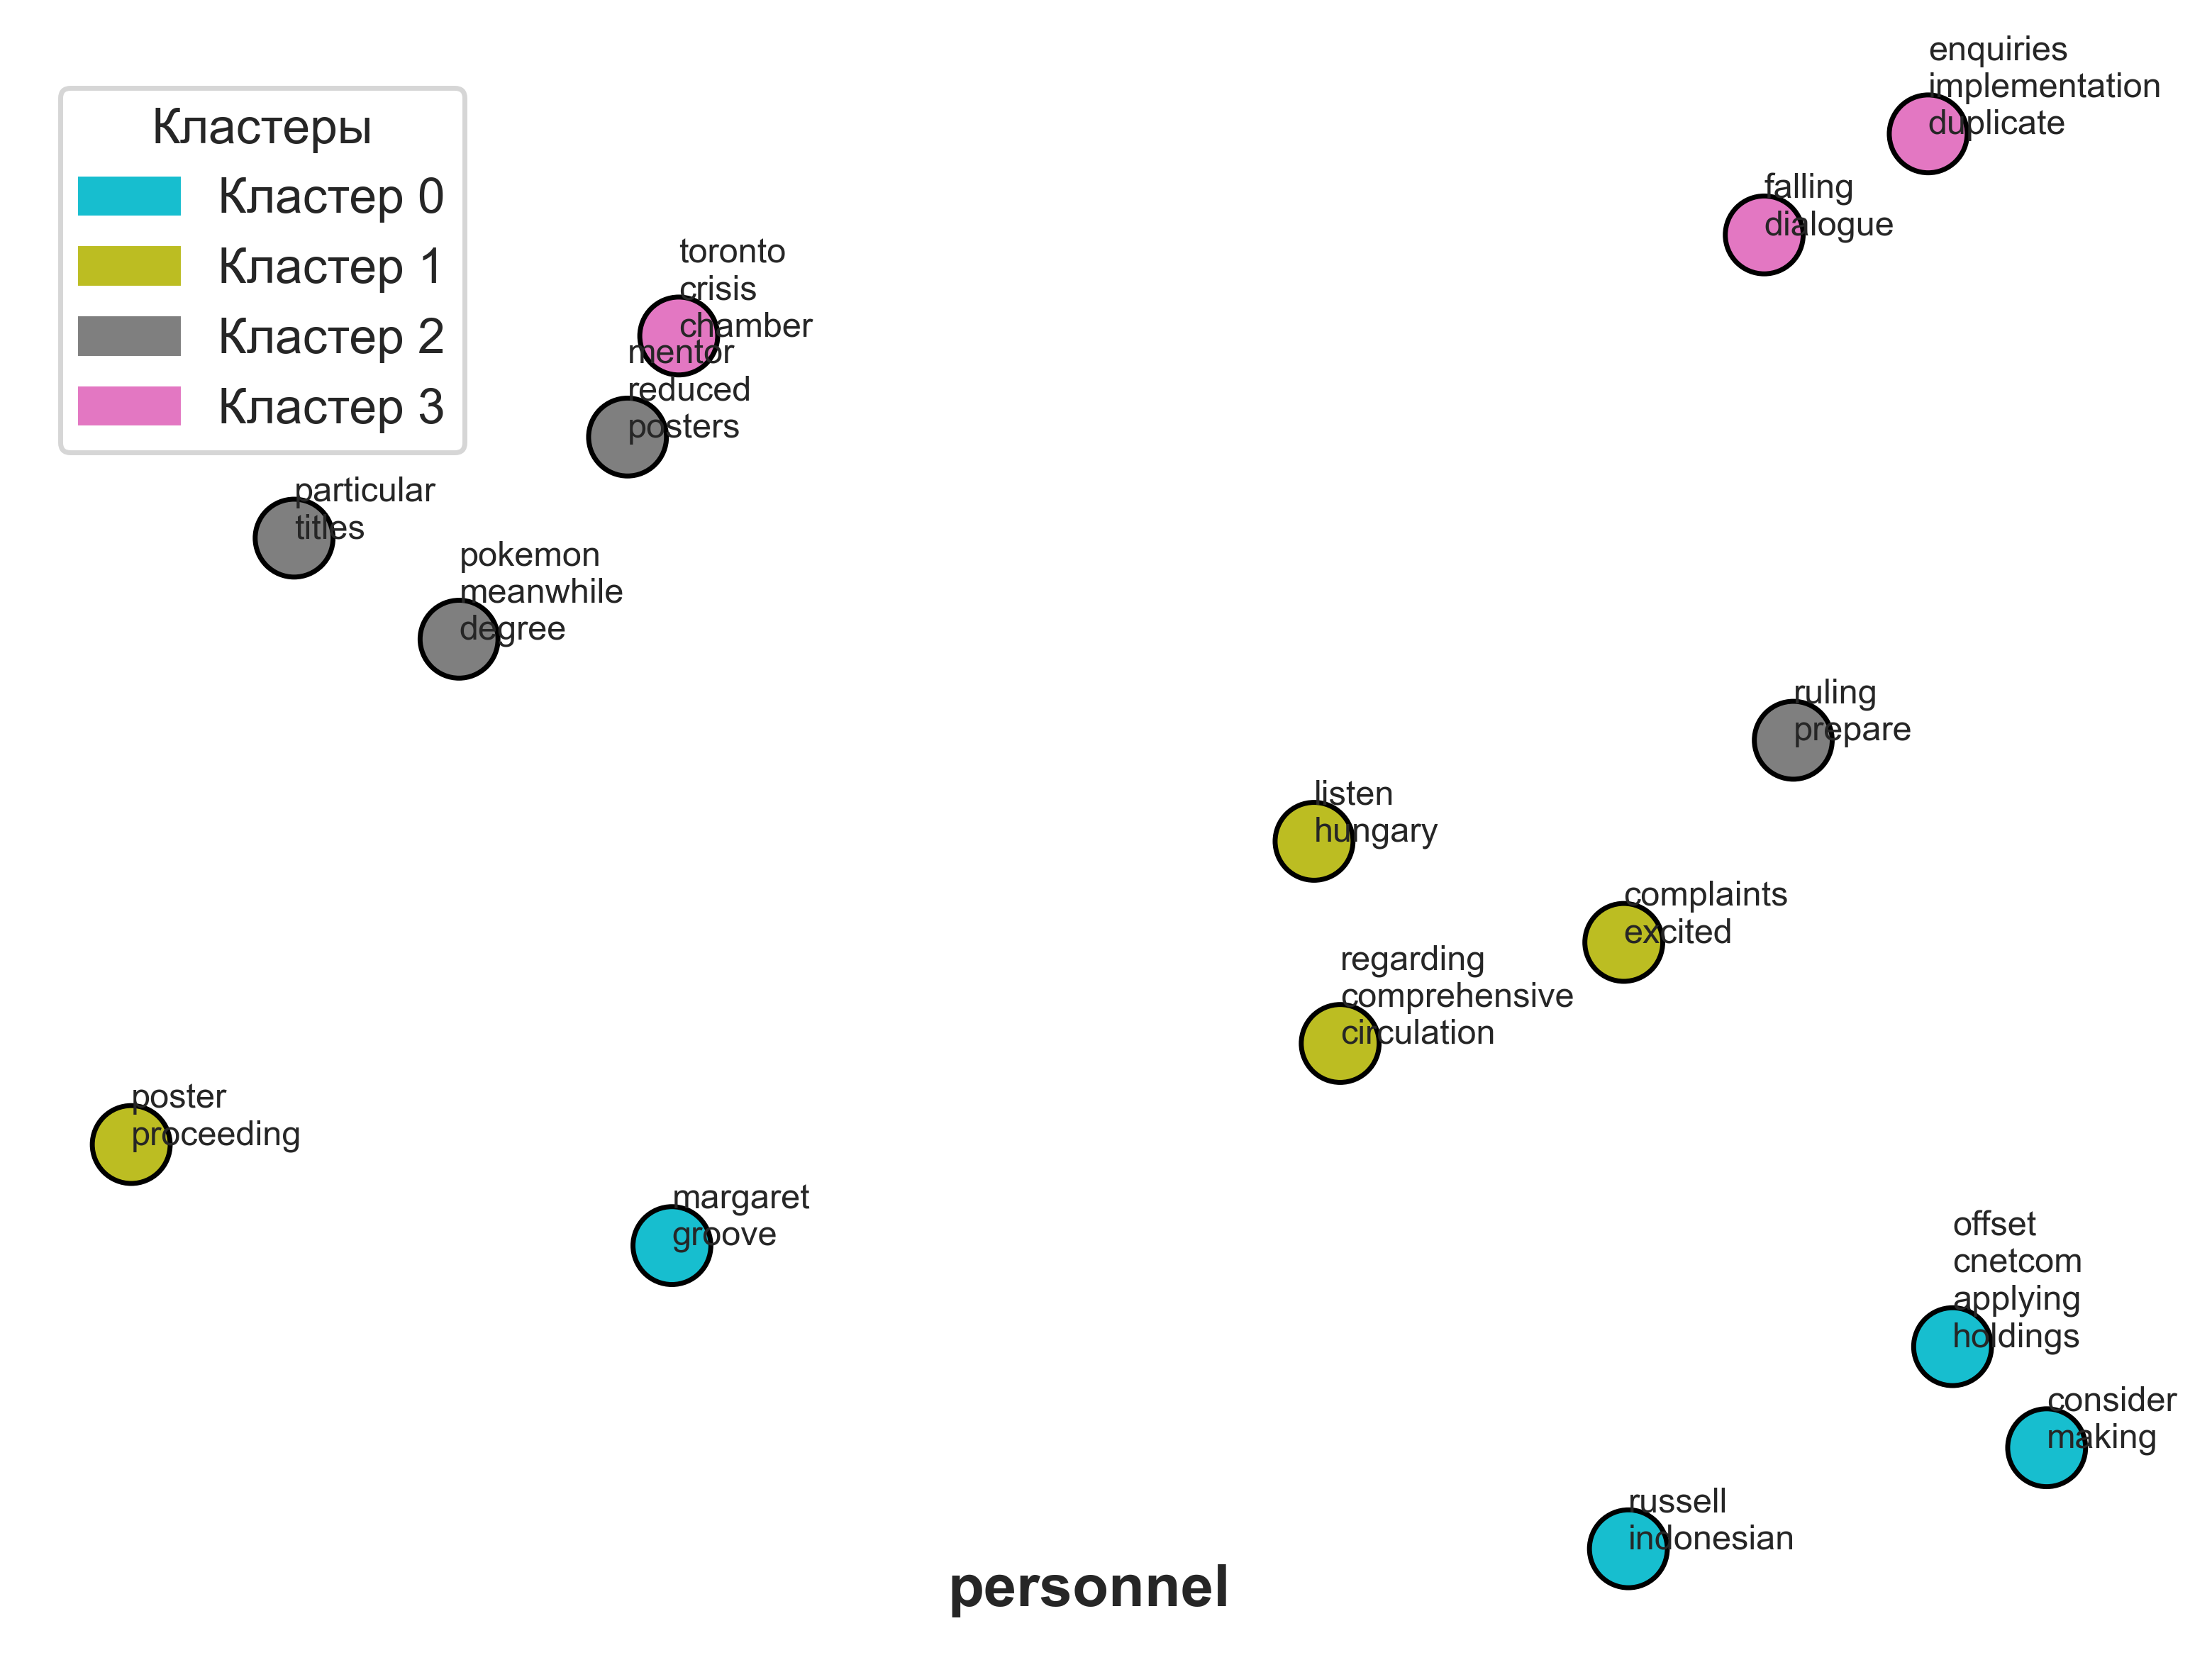 enquiries
implementation
duplicate
Кластеры
Кластер 0
Кластер 1
Кластер 2
Кластер 3
falling
dialogue
toronto
crisis
chamber
mentor
reduced
posters
particular
titles
pokemon
meanwhile
degree
ruling
prepare
listen
hungary
complaints
excited
regarding
comprehensive
circulation
poster
proceeding
margaret
groove
offset
cnetcom
applying
holdings
consider
making
russell
indonesian
personnel